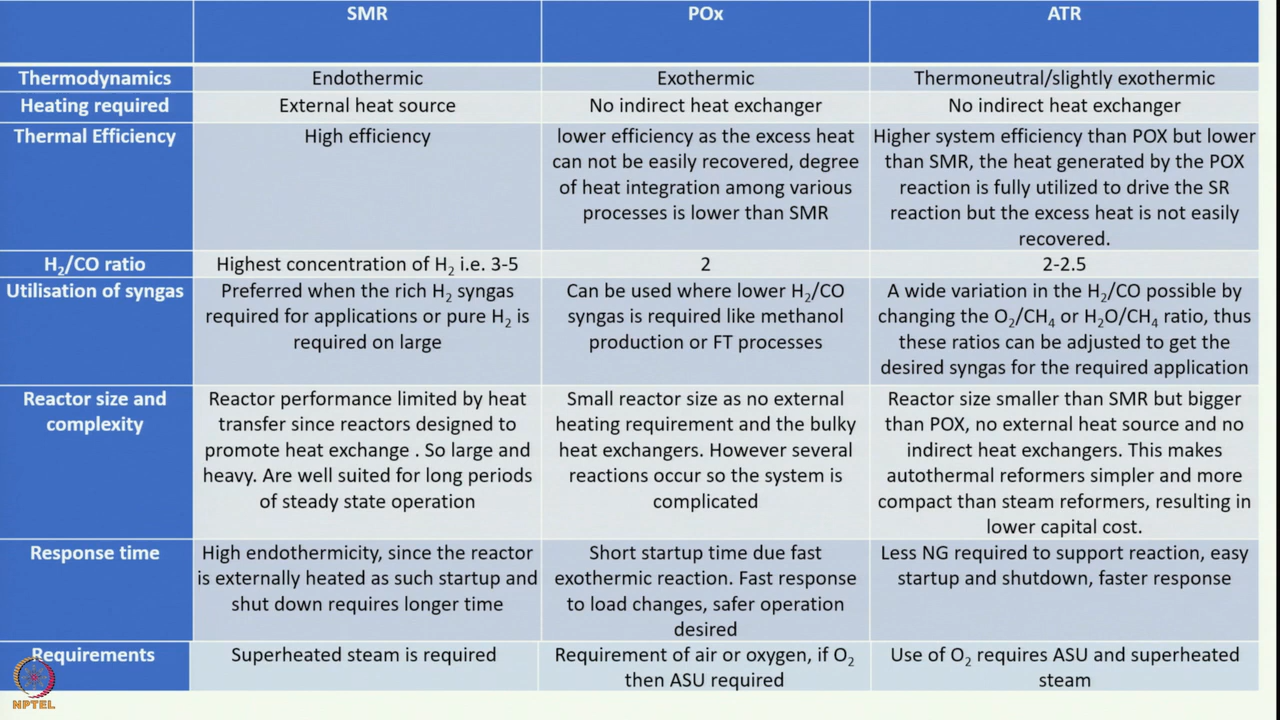 SMR
POx
ATR
Thermodynamics
Endothermic
Exothermic
Thermoneutral/slightly exothermic
Heating required
External heat source
No indirect heat exchanger
No indirect heat exchanger
Thermal Efficiency
High efficiency
lower efficiency as the excess heat
can not be easily recovered, degree
of heat integration among various
processes is lower than SMR
Higher system efficiency than POX but lower
than SMR, the heat generated by the POX
reaction is fully utilized to drive the SR
reaction but the excess heat is not easily
recovered.
H₂/CO ratio
Highest concentration of H₂ i.e. 3-5
2
2-2.5
Utilisation of syngas
Preferred when the rich H₂ syngas
required for applications or pure H₂ is
required on large
Can be used where lower H₂/CO
syngas is required like methanol
production or FT processes
A wide variation in the H₂/CO possible by
changing the O₂/CH₄ or H₂O/CH₄ ratio, thus
these ratios can be adjusted to get the
desired syngas for the required application
Reactor size and
complexity
Reactor performance limited by heat
transfer since reactors designed to
promote heat exchange . So large and
heavy. Are well suited for long periods
of steady state operation
Small reactor size as no external
heating requirement and the bulky
heat exchangers. However several
reactions occur so the system is
complicated
Reactor size smaller than SMR but bigger
than POX, no external heat source and no
indirect heat exchangers. This makes
autothermal reformers simpler and more
compact than steam reformers, resulting in
lower capital cost.
Response time
High endothermicity, since the reactor
is externally heated as such startup and
shut down requires longer time
Short startup time due fast
exothermic reaction. Fast response
to load changes, safer operation
desired
Less NG required to support reaction, easy
startup and shutdown, faster response
Requirements
Superheated steam is required
Requirement of air or oxygen, if O₂
then ASU required
Use of O₂ requires ASU and superheated
steam
NPTEL